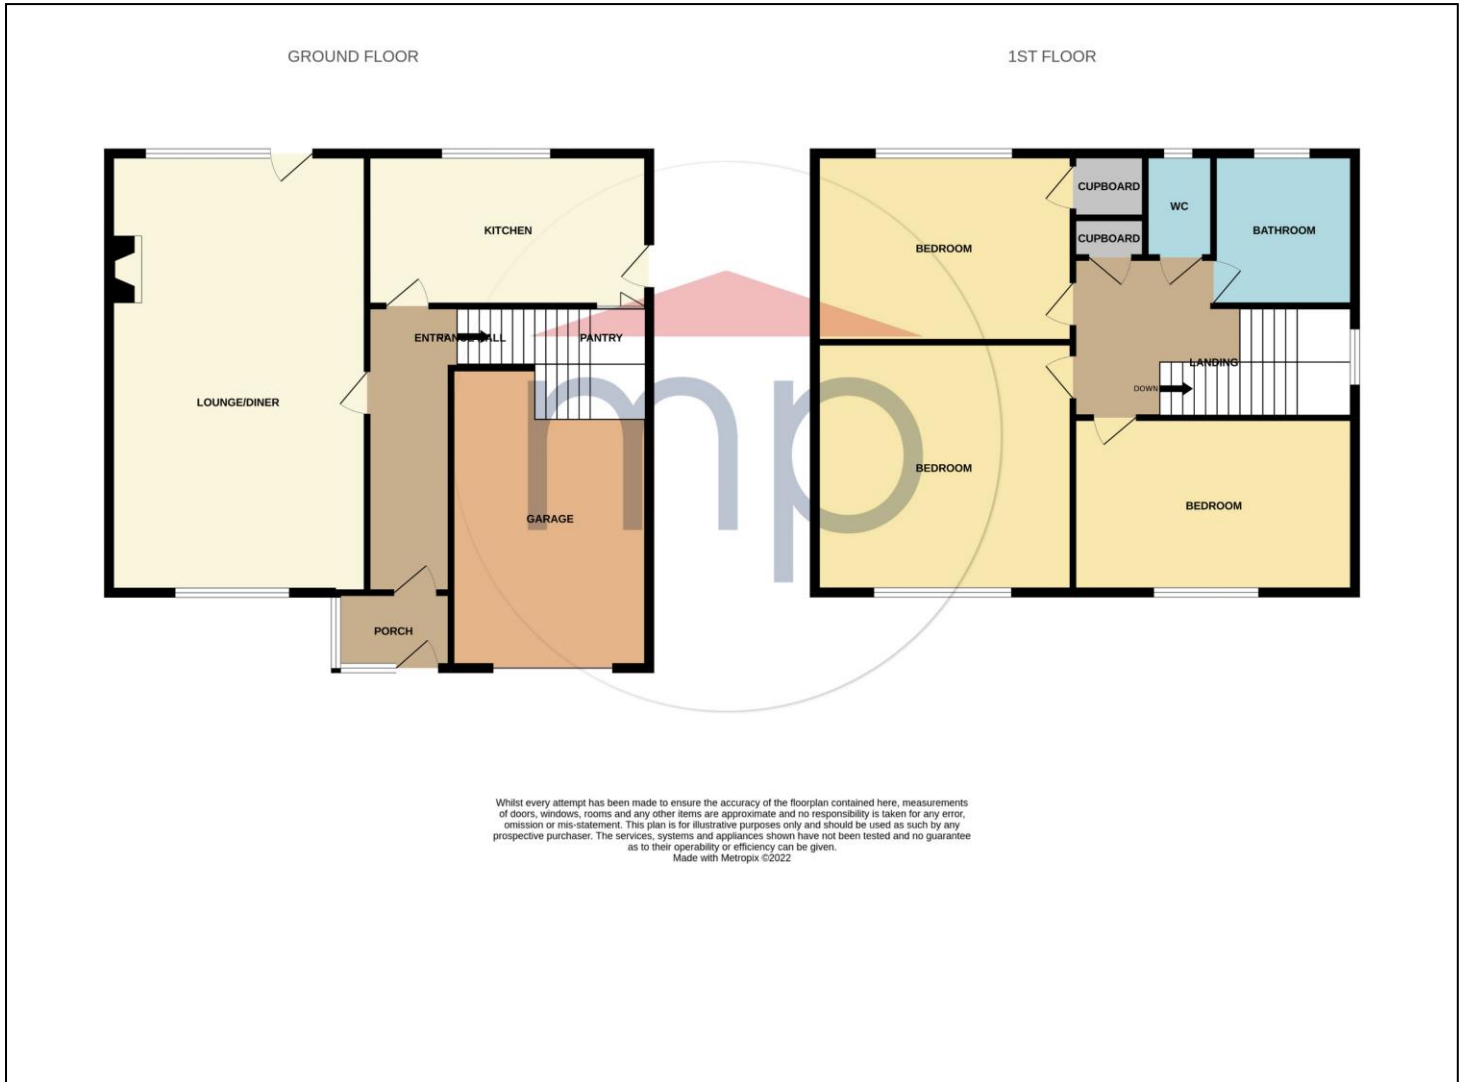 GROUND FLOOR
1ST FLOOR
KITCHEN
ENTRANCE HALL
PANTRY
LOUNGE/DINER
GARAGE
PORCH
CUPBOARD
WC
CUPBOARD
BATHROOM
BEDROOM
LANDING
DOWN
BEDROOM
BEDROOM
mp
Whilst every attempt has been made to ensure the accuracy of the floorplan contained here, measurements
of doors, windows, rooms and any other items are approximate and no responsibility is taken for any error,
omission or mis-statement. This plan is for illustrative purposes only and should be used as such by any
prospective purchaser. The services, systems and appliances shown have not been tested and no guarantee
as to their operability or efficiency can be given.
Made with Metropix ©2022